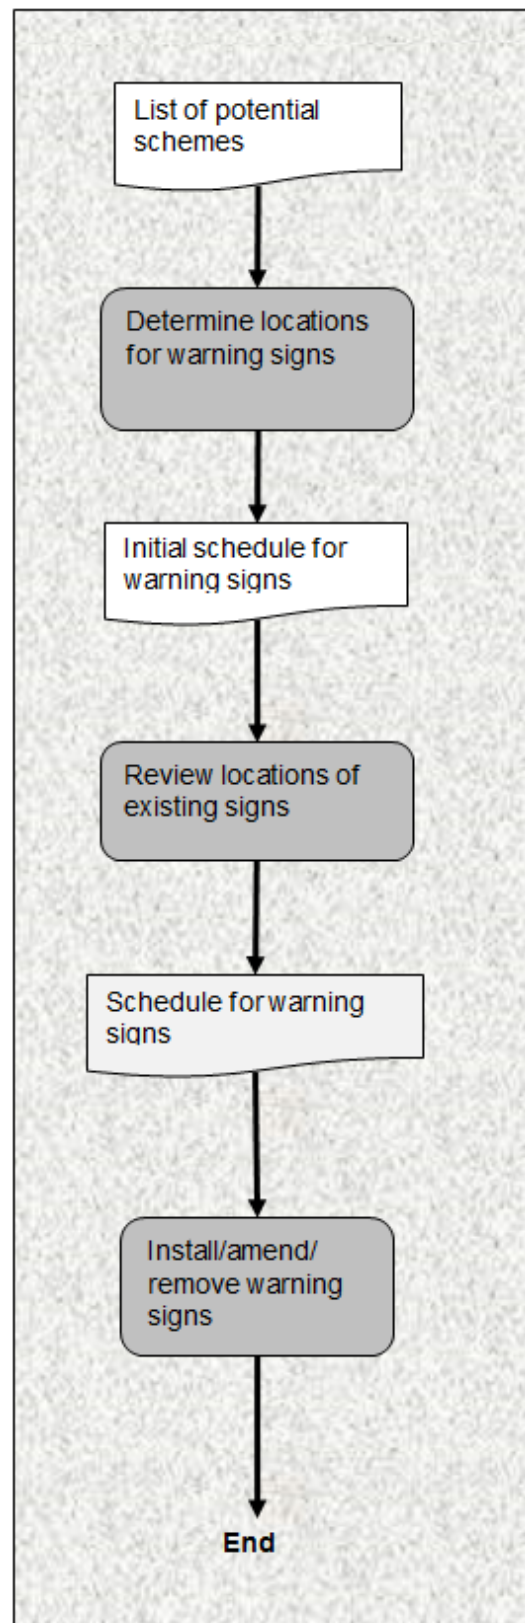 List of potential
schemes
Determine locations
for warning signs
Initial schedule for
warning signs
Review locations of
existing signs
Schedule for warning
signs
Install/amend/
remove warning
signs
End